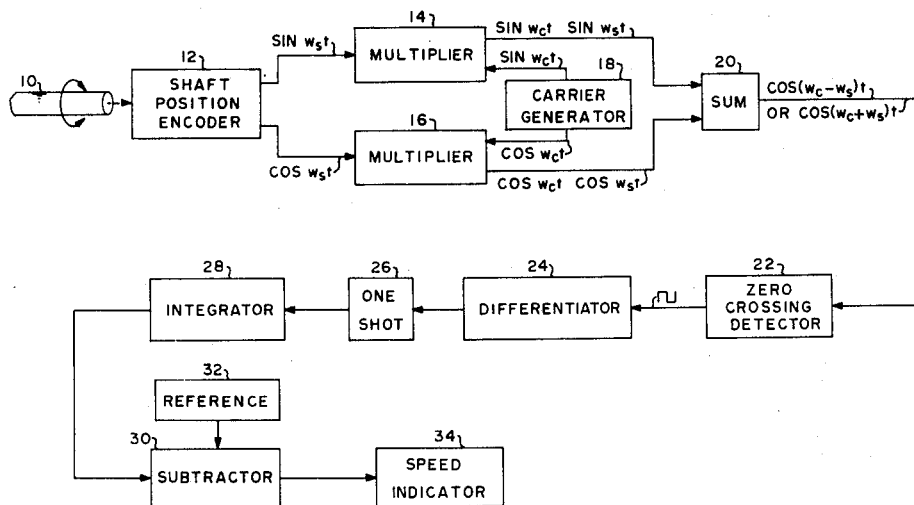 10
12
SHAFT
POSITION
ENCODER
SIN wst
COS wst
14
MULTIPLIER
16
MULTIPLIER
SIN wct SIN wst
SIN wct
18
CARRIER
GENERATOR
COS wct
COS wct COS wst
20
SUM
COS(wc-ws)t
OR COS(wc+ws)t
28
INTEGRATOR
26
ONE
SHOT
24
DIFFERENTIATOR
22
ZERO
CROSSING
DETECTOR
32
REFERENCE
30
SUBTRACTOR
34
SPEED
INDICATOR